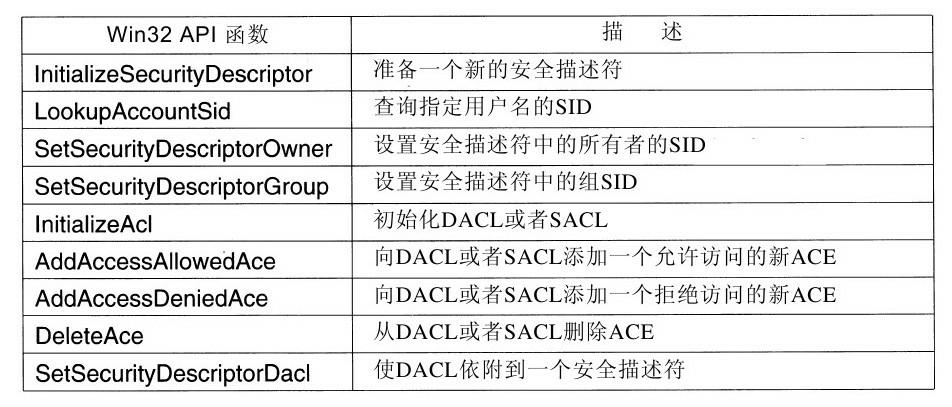 Win32 API 函数 描 述
InitializeSecurityDescriptor 准备一个新的安全描述符
LookupAccountSid 查询指定用户名的SID
SetSecurityDescriptorOwner 设置安全描述符中的所有者的SID
SetSecurityDescriptorGroup 设置安全描述符中的组SID
InitializeAcl 初始化DACL或者SACL
AddAccessAllowedAce 向DACL或者SACL添加一个允许访问的新ACE
AddAccessDeniedAce 向DACL或者SACL添加一个拒绝访问的新ACE
DeleteAce 从DACL或者SACL删除ACE
SetSecurityDescriptorDacl 使DACL依附到一个安全描述符